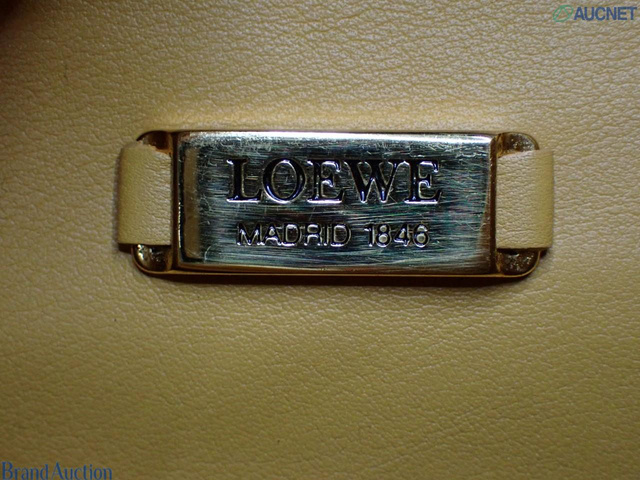 AUCNET
LOEWE
MADRID 1846
Brand Auction